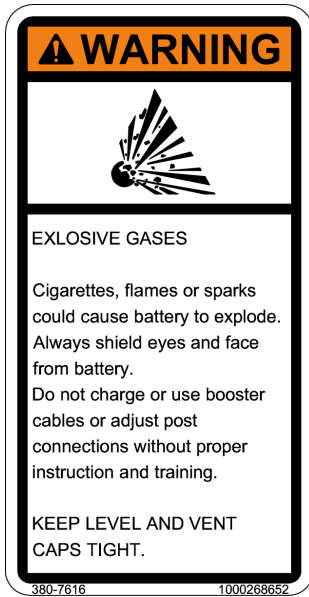 WARNING
EXLOSIVE GASES
Cigarettes, flames or sparks
could cause battery to explode.
Always shield eyes and face
from battery.
Do not charge or use booster
cables or adjust post
connections without proper
instruction and training.
KEEP LEVEL AND VENT
CAPS TIGHT.
380-7616 1000268652